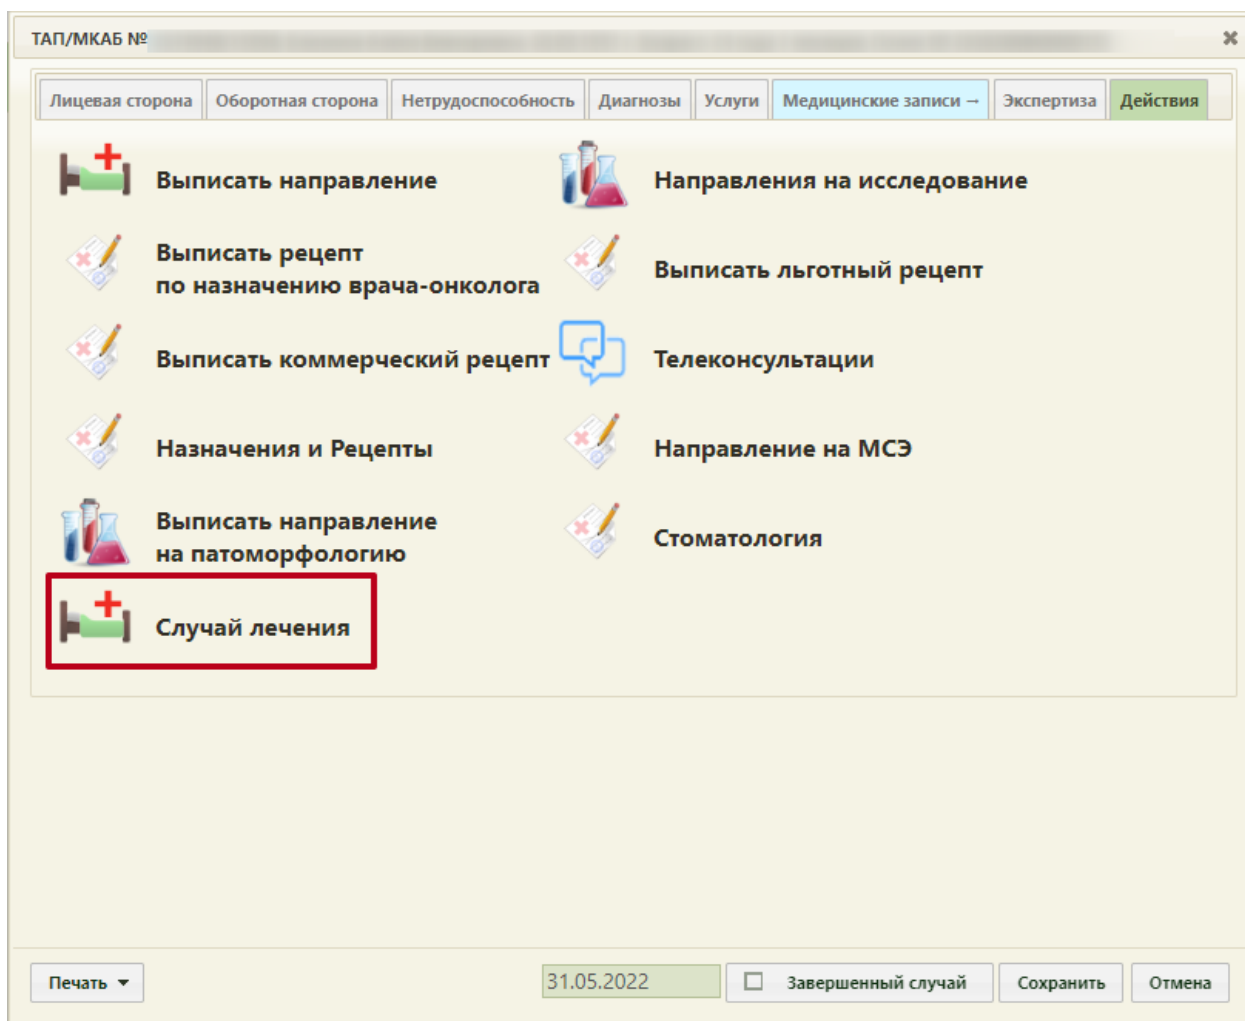 ТАП/МКАБ №
Лицевая сторона Оборотная сторона Нетрудоспособность Диагнозы Услуги Медицинские записи → Экспертиза Действия
Выписать направление
Направления на исследование
Выписать рецепт
по назначению врача-онколога
Выписать льготный рецепт
Выписать коммерческий рецепт
Телеконсультации
Назначения и Рецепты
Направление на МСЭ
Выписать направление
на патоморфологию
Стоматология
Случай лечения
Печать 31.05.2022 Завершенный случай Сохранить Отмена